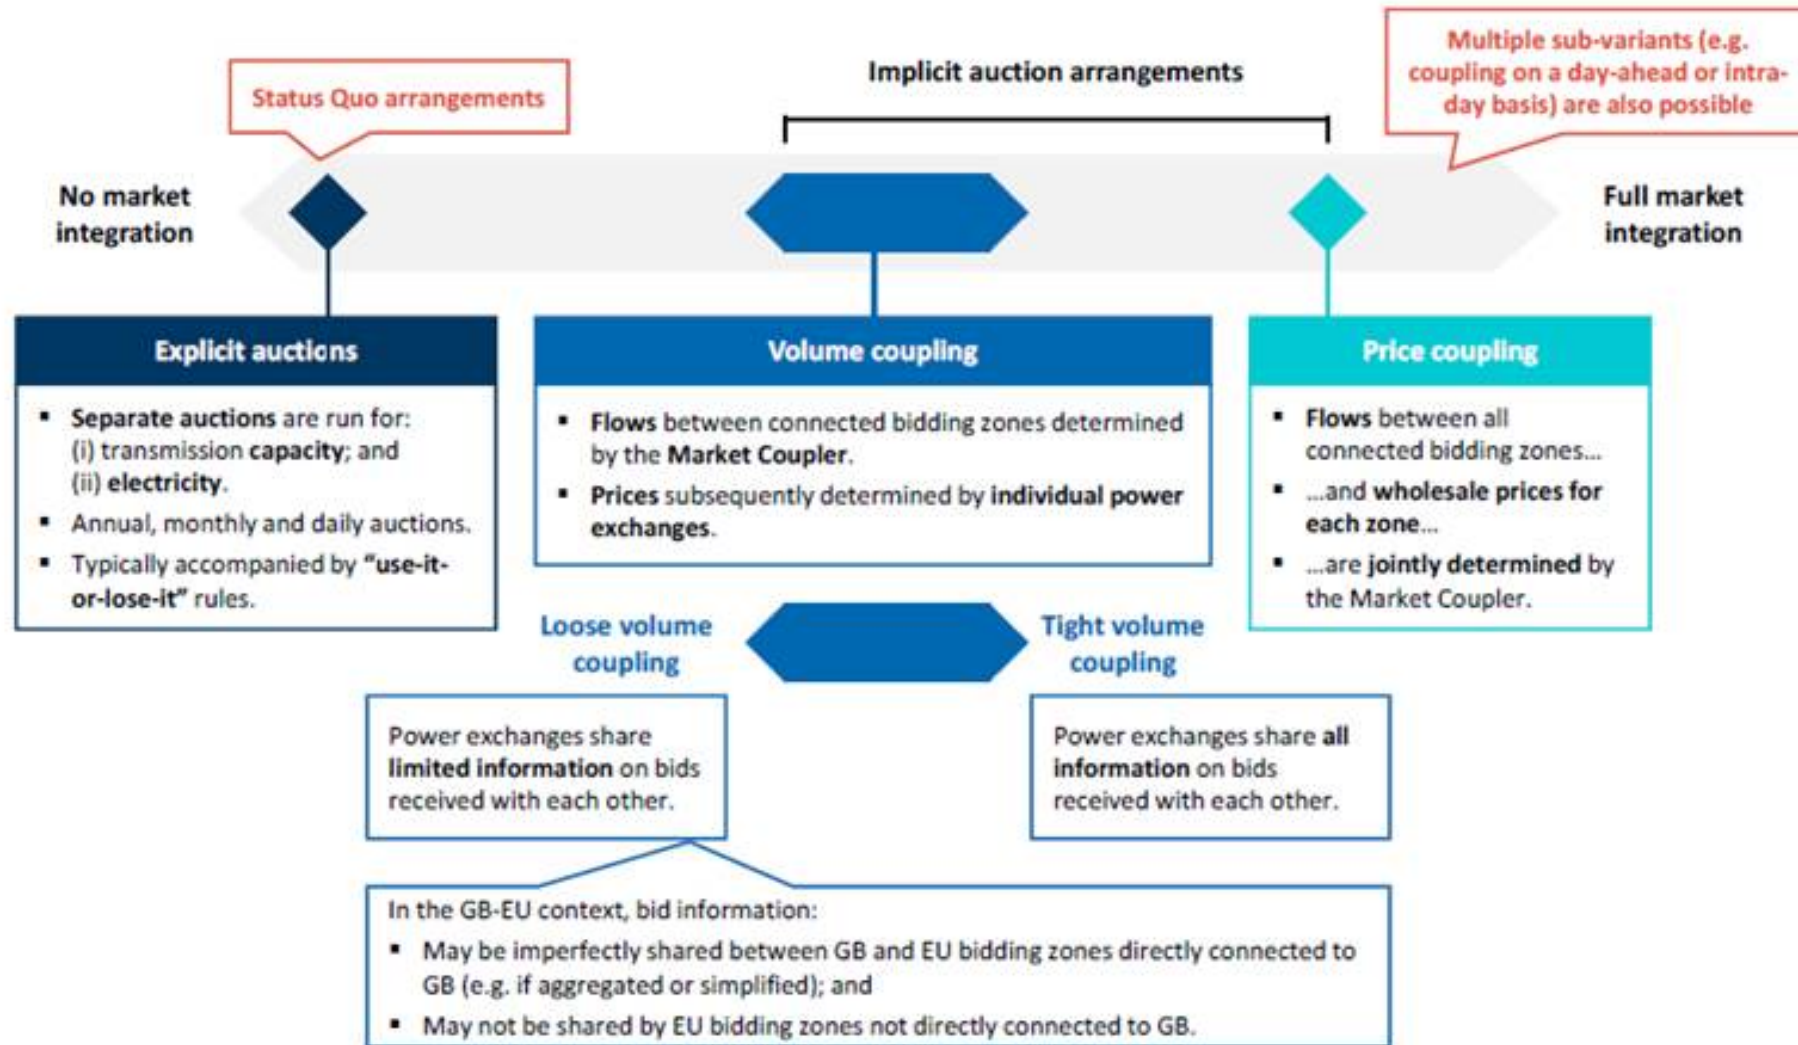 Implicit auction arrangements
Status Quo arrangements
Multiple sub-variants (e.g.
coupling on a day-ahead or intra-
day basis) are also possible
No market
integration
Full market
integration
Explicit auctions
▪ Separate auctions are run for:
(i) transmission capacity; and
(ii) electricity.
▪ Annual, monthly and daily auctions.
▪ Typically accompanied by “use-it-
or-lose-it” rules.
Volume coupling
▪ Flows between connected bidding zones determined
by the Market Coupler.
▪ Prices subsequently determined by individual power
exchanges.
Price coupling
▪ Flows between all
connected bidding zones…
▪ …and wholesale prices for
each zone…
▪ …are jointly determined by
the Market Coupler.
Loose volume
coupling
Tight volume
coupling
Power exchanges share
limited information on bids
received with each other.
Power exchanges share all
information on bids
received with each other.
In the GB-EU context, bid information:
▪ May be imperfectly shared between GB and EU bidding zones directly connected to
GB (e.g. if aggregated or simplified); and
▪ May not be shared by EU bidding zones not directly connected to GB.